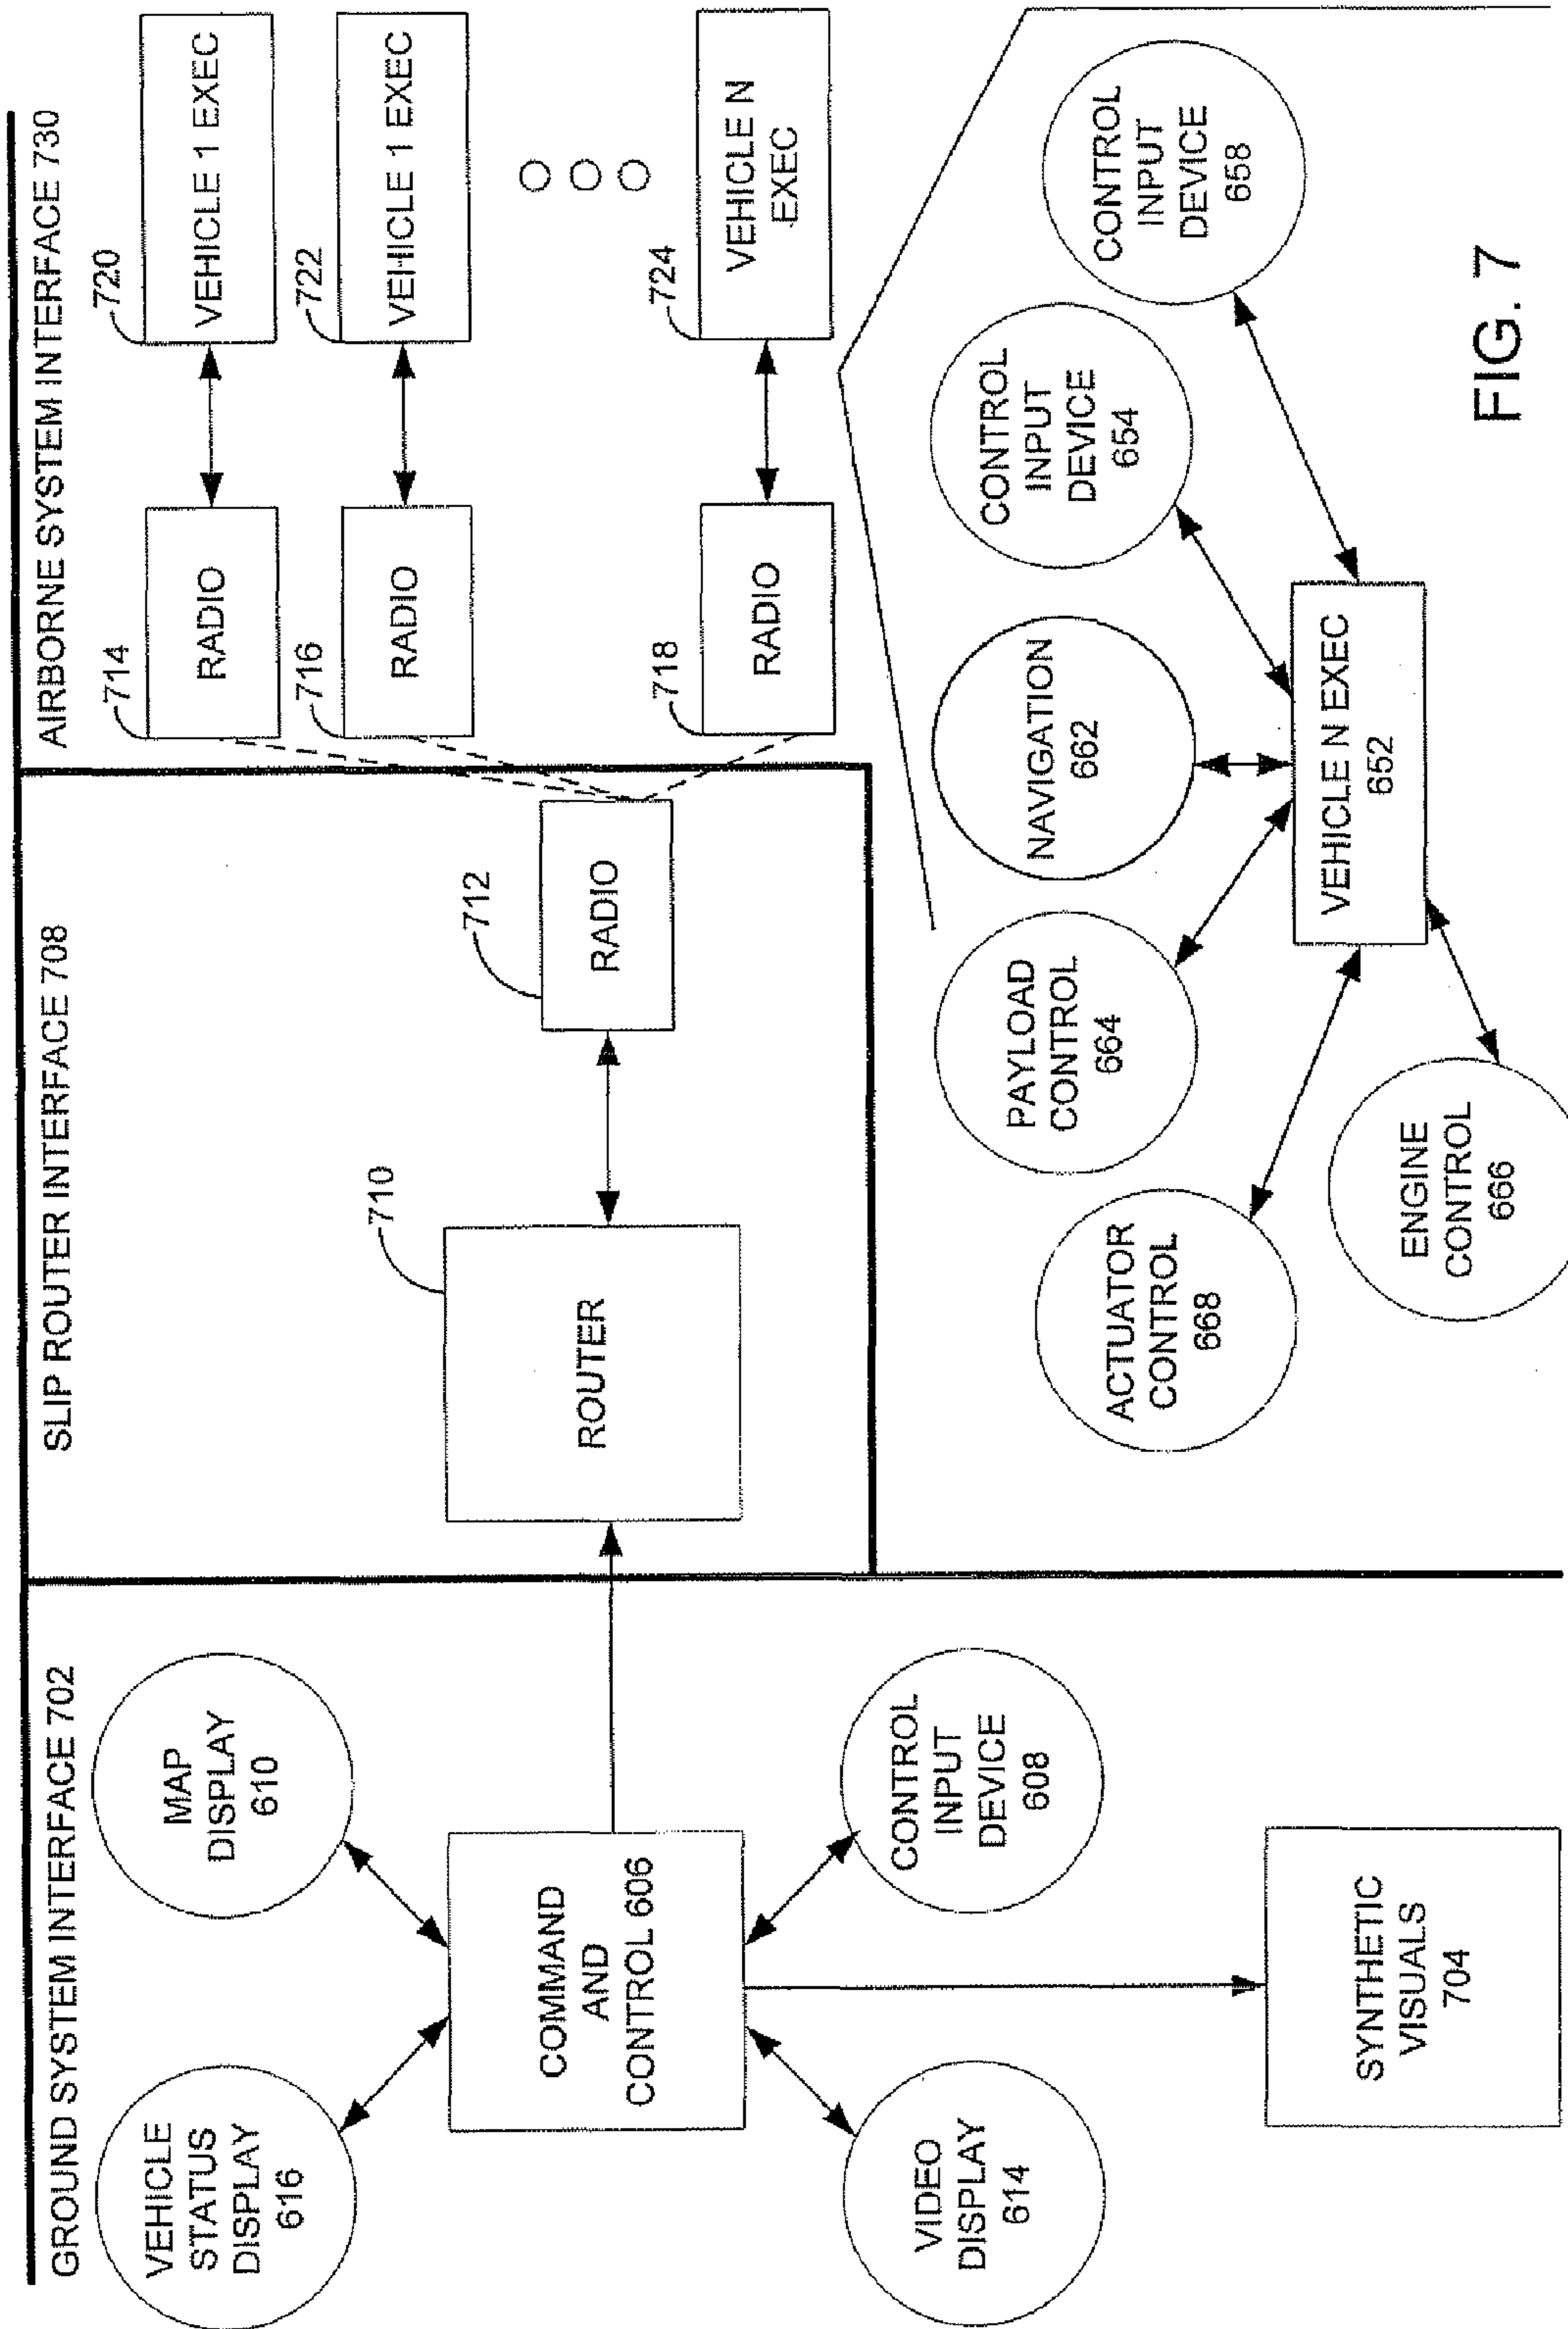 GROUND SYSTEM INTERFACE 702
VEHICLE
STATUS
DISPLAY
616
MAP
DISPLAY
610
COMMAND
AND
CONTROL 606
VIDEO
DISPLAY
614
CONTROL
INPUT
DEVICE
608
SYNTHETIC
VISUALS
704
SLIP ROUTER INTERFACE 708
710
ROUTER
712
RADIO
AIRBORNE SYSTEM INTERFACE 730
714
RADIO
720
VEHICLE 1 EXEC
716
RADIO
722
VEHICLE 1 EXEC
718
RADIO
724
VEHICLE N
EXEC
ACTUATOR
CONTROL
668
PAYLOAD
CONTROL
664
NAVIGATION
662
CONTROL
INPUT
DEVICE
654
CONTROL
INPUT
DEVICE
658
ENGINE
CONTROL
666
VEHICLE N EXEC
652
FIG. 7